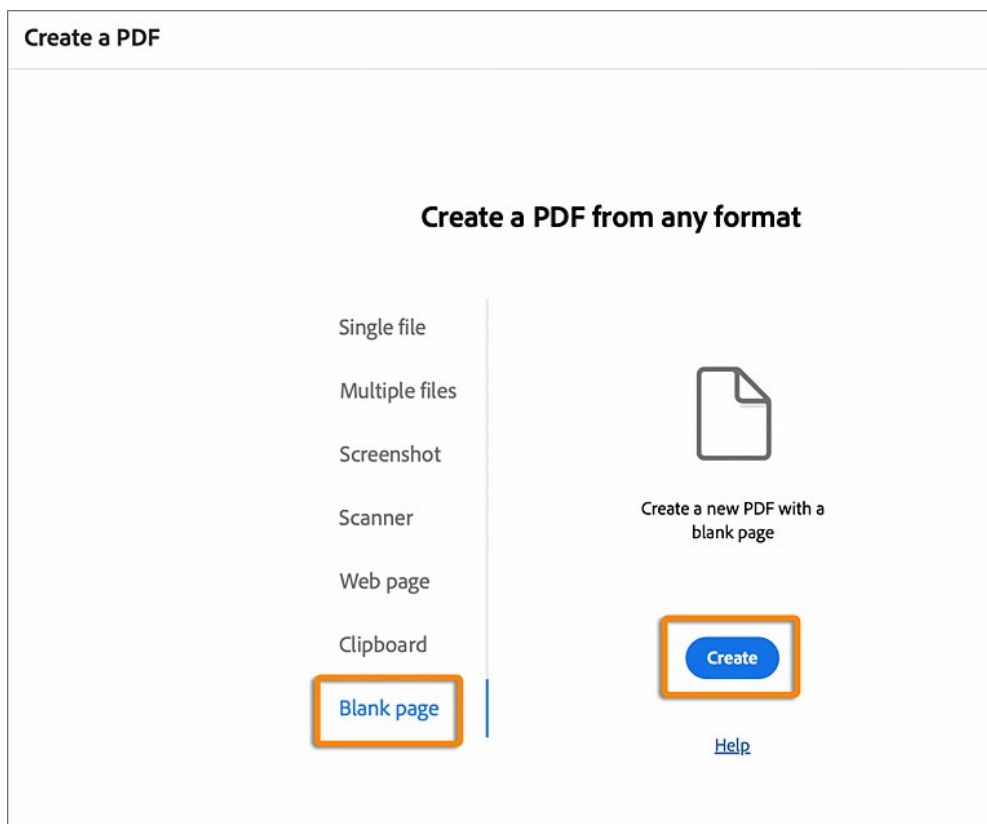 Create a PDF
Create a PDF from any format
Single file
Multiple files
Screenshot
Scanner
Web page
Clipboard
Blank page
Create a new PDF with a
blank page
Create
Help